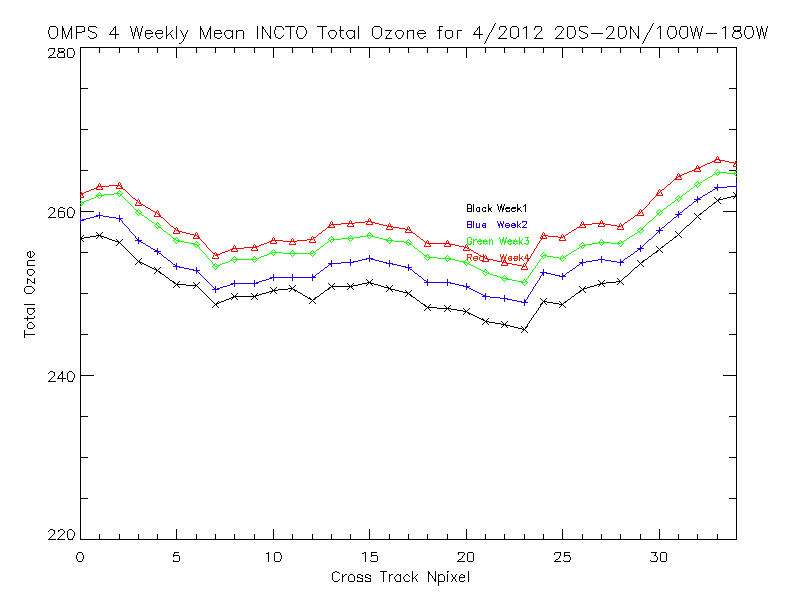 OMPS 4 Weekly Mean INCTO Total Ozone for 4/2012 20S-20N/100W-180W
280
260
240
220
Total Ozone
Black Week1
Blue Week2
Green Week3
Red Week4
0 5 10 15 20 25 30
Cross Track Npixel